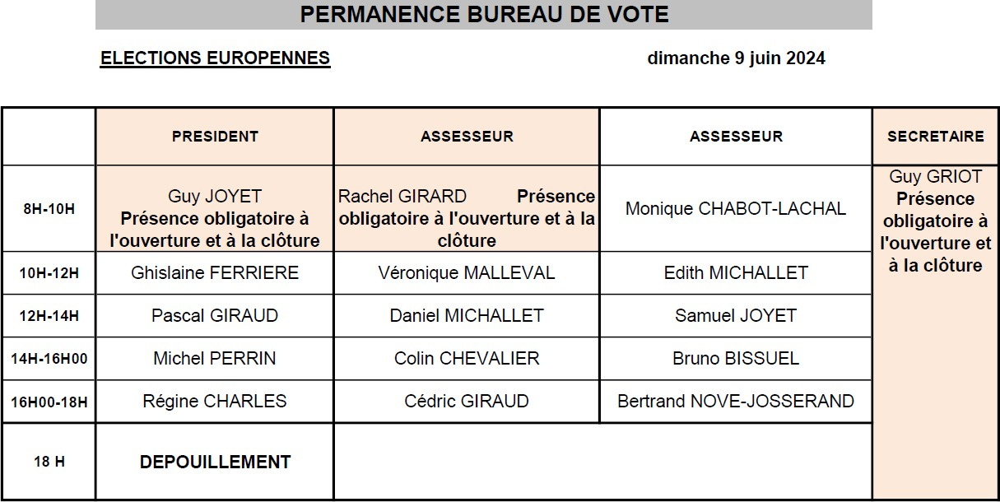 PERMANENCE BUREAU DE VOTE
ELECTIONS EUROPENNES
dimanche 9 juin 2024
PRESIDENT
ASSESSEUR
ASSESSEUR
SECRETAIRE
8H-10H
Guy JOYET
Présence obligatoire à
l'ouverture et à la clôture
Rachel GIRARD Présence
obligatoire à l'ouverture et à la
clôture
Monique CHABOT-LACHAL
Guy GRIOT
Présence
obligatoire à
l'ouverture et
à la clôture
10H-12H
Ghislaine FERRIERE
Véronique MALLEVAL
Edith MICHALLET
12H-14H
Pascal GIRAUD
Daniel MICHALLET
Samuel JOYET
14H-16H00
Michel PERRIN
Colin CHEVALIER
Bruno BISSUEL
16H00-18H
Régine CHARLES
Cédric GIRAUD
Bertrand NOVE-JOSSERAND
18 H
DEPOUILLEMENT